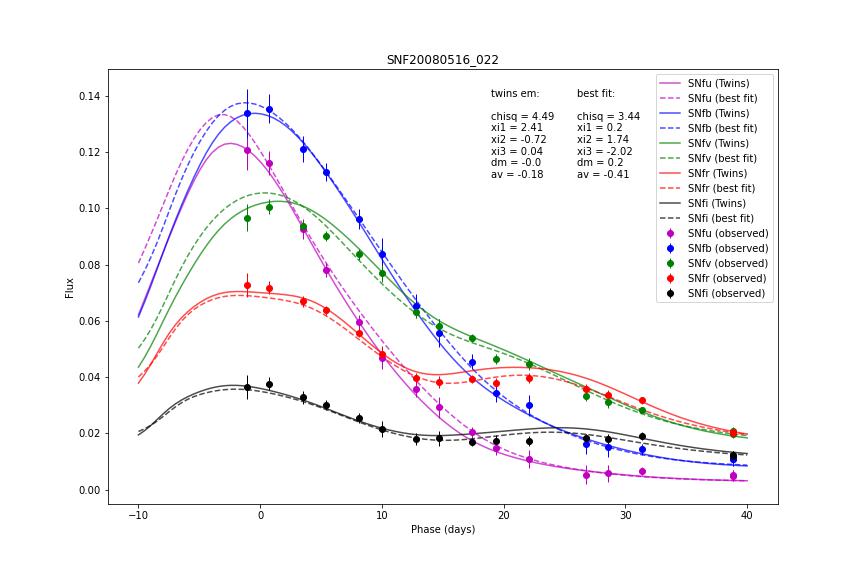 SNF20080516_022
0.14
0.12
0.10
0.08
0.06
0.04
0.02
0.00
Flux
−10
0
10
20
30
40
Phase (days)
twins em:
chisq = 4.49
xi1 = 2.41
xi2 = -0.72
xi3 = 0.04
dm = -0.0
av = -0.18
best fit:
chisq = 3.44
xi1 = 0.2
xi2 = 1.74
xi3 = -2.02
dm = 0.2
av = -0.41
SNfu (Twins)
SNfu (best fit)
SNfb (Twins)
SNfb (best fit)
SNfv (Twins)
SNfv (best fit)
SNfr (Twins)
SNfr (best fit)
SNfi (Twins)
SNfi (best fit)
SNfu (observed)
SNfb (observed)
SNfv (observed)
SNfr (observed)
SNfi (observed)